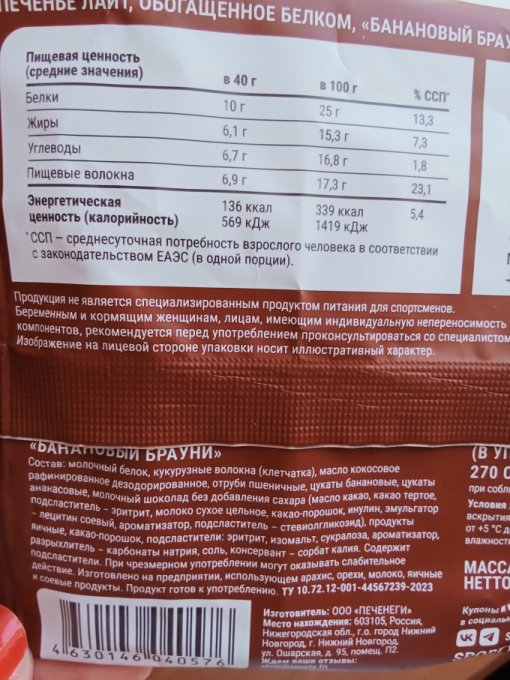 ПЕЧЕНЬЕ ЛАЙТ, ОБОГАЩЕННОЕ БЕЛКОМ, «БАНАНОВЫЙ БРАУ
Пищевая ценность
(средние значения) в 40 г в 100 г % ССП*
Белки 10 г 25 г 13,3
Жиры 6,1 г 15,3 г 7,3
Углеводы 6,7 г 16,8 г 1,8
Пищевые волокна 6,9 г 17,3 г 23,1
Энергетическая 136 ккал 339 ккал 5,4
ценность (калорийность) 569 кДж 1419 кДж
*ССП – среднесуточная потребность взрослого человека в соответствии
с законодательством ЕАЭС (в одной порции).
Продукция не является специализированным продуктом питания для спортсменов.
Беременным и кормящим женщинам, лицам, имеющим индивидуальную непереносимость
компонентов, рекомендуется перед употреблением проконсультироваться со специалистом
Изображение на лицевой стороне упаковки носит иллюстративный характер.
«БАНАНОВЫЙ БРАУНИ»
Состав: молочный белок, кукурузные волокна (клетчатка), масло кокосовое
рафинированное дезодорированное, отруби пшеничные, цукаты банановые, цукаты
ананасовые, молочный шоколад без добавления сахара (масло какао, какао тертое,
подсластитель - эритрит, молоко сухое цельное, какао-порошок, инулин, эмульгатор
- лецитин соевый, ароматизатор, подсластитель – стевиолгликозид), продукты
яичные, какао-порошок, подсластители: эритрит, изомальт, сукралоза, ароматизатор,
разрыхлитель - карбонаты натрия, соль, консервант – сорбат калия. Содержит
подсластители. При чрезмерном употреблении могут оказывать слабительное
действие. Изготовлено на предприятии, использующем арахис, орехи, молоко, яичные
и соевые продукты. Продукт готов к употреблению. ТУ 10.72.12-001-44567239-2023
Изготовитель: ООО «ПЕЧЕНЕГИ»
Место нахождения: 603105, Россия,
Нижегородская обл., г.о. город Нижний
Новгород, г. Нижний Новгород,
ул. Ошарская, д. 95, помещ. П2.
Ждем ваши отзывы:
4 630146 040576
(В УП
270 С
при собл
Условия
вскрытия
от +5 °С д
влажност
МАССА
НЕТТО
Купоны
в социаль